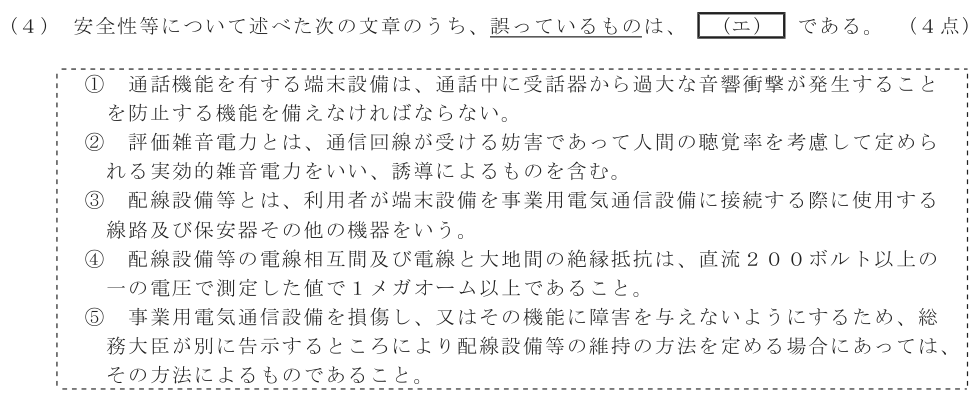 （４） 安全性等について述べた次の文章のうち、誤っているものは、 （エ） である。 （４点）
① 通話機能を有する端末設備は、通話中に受話器から過大な音響衝撃が発生すること
を防止する機能を備えなければならない。
② 評価雑音電力とは、通信回線が受ける妨害であって人間の聴覚率を考慮して定めら
れる実効的雑音電力をいい、誘導によるものを含む。
③ 配線設備等とは、利用者が端末設備を事業用電気通信設備に接続する際に使用する
線路及び保安器その他の機器をいう。
④ 配線設備等の電線相互間及び電線と大地間の絶縁抵抗は、直流２００ボルト以上の
一の電圧で測定した値で１メガオーム以上であること。
⑤ 事業用電気通信設備を損傷し、又はその機能に障害を与えないようにするため、総
務大臣が別に告示するところにより配線設備等の維持の方法を定める場合にあっては、
その方法によるものであること。